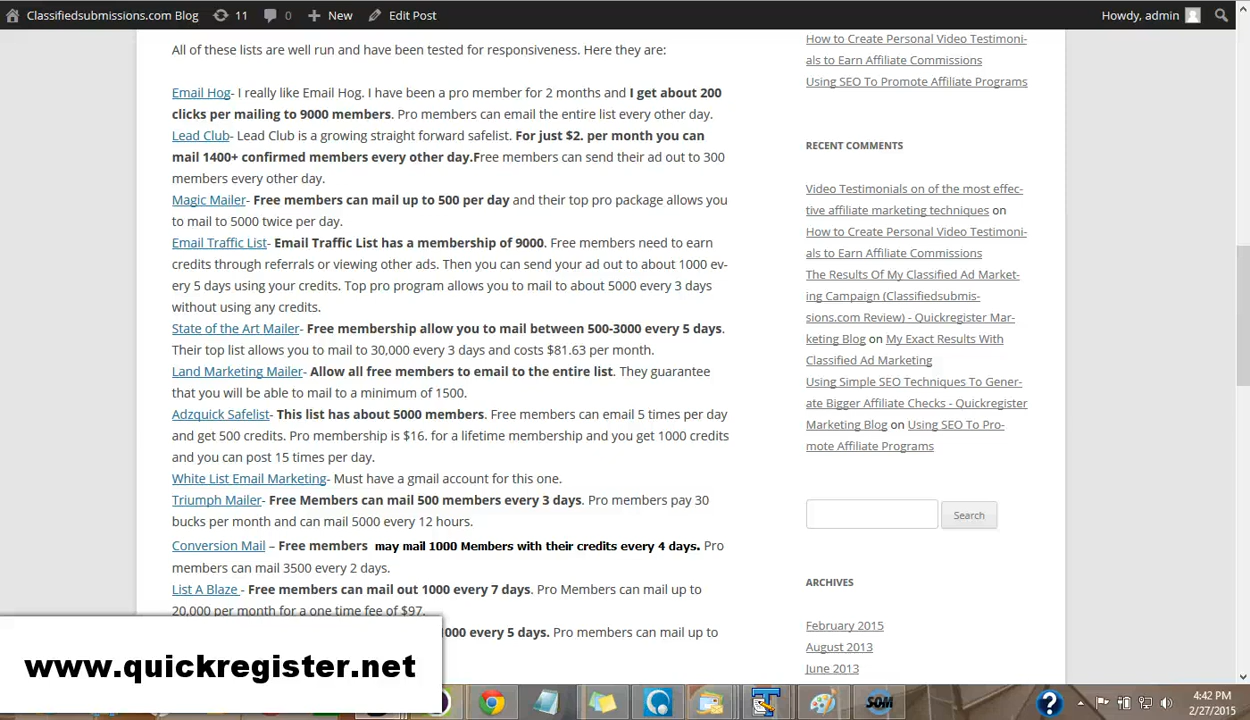 Classifiedsubmissions.com Blog 11 0 New Edit Post Howdy, admin
All of these lists are well run and have been tested for responsiveness. Here they are:
Email Hog- I really like Email Hog. I have been a pro member for 2 months and I get about 200
clicks per mailing to 9000 members. Pro members can email the entire list every other day.
Lead Club- Lead Club is a growing straight forward safelist. For just $2. per month you can
mail 1400+ confirmed members every other day.Free members can send their ad out to 300
members every other day.
Magic Mailer- Free members can mail up to 500 per day and their top pro package allows you
to mail to 5000 twice per day.
Email Traffic List- Email Traffic List has a membership of 9000. Free members need to earn
credits through referrals or viewing other ads. Then you can send your ad out to about 1000 ev-
ery 5 days using your credits. Top pro program allows you to mail to about 5000 every 3 days
without using any credits.
State of the Art Mailer- Free membership allow you to mail between 500-3000 every 5 days.
Their top list allows you to mail to 30,000 every 3 days and costs $81.63 per month.
Land Marketing Mailer- Allow all free members to email to the entire list. They guarantee
that you will be able to mail to a minimum of 1500.
Adzquick Safelist- This list has about 5000 members. Free members can email 5 times per day
and get 500 credits. Pro membership is $16. for a lifetime membership and you get 1000 credits
and you can post 15 times per day.
White List Email Marketing- Must have a gmail account for this one.
Triumph Mailer- Free Members can mail 500 members every 3 days. Pro members pay 30
bucks per month and can mail 5000 every 12 hours.
Conversion Mail – Free members may mail 1000 Members with their credits every 4 days. Pro
members can mail 3500 every 2 days.
List A Blaze - Free members can mail out 1000 every 7 days. Pro Members can mail up to
20,000 per month for a one time fee of $97.
000 every 5 days. Pro members can mail up to
How to Create Personal Video Testimoni-
als to Earn Affiliate Commissions
Using SEO To Promote Affiliate Programs
RECENT COMMENTS
Video Testimonials on of the most effec-
tive affiliate marketing techniques on
How to Create Personal Video Testimoni-
als to Earn Affiliate Commissions
The Results Of My Classified Ad Market-
ing Campaign (Classifiedsubmis-
sions.com Review) - Quickregister Mar-
keting Blog on My Exact Results With
Classified Ad Marketing
Using Simple SEO Techniques To Gener-
ate Bigger Affiliate Checks - Quickregister
Marketing Blog on Using SEO To Pro-
mote Affiliate Programs
Search
ARCHIVES
February 2015
August 2013
June 2013
www.quickregister.net
SOM
4:42 PM
2/27/2015